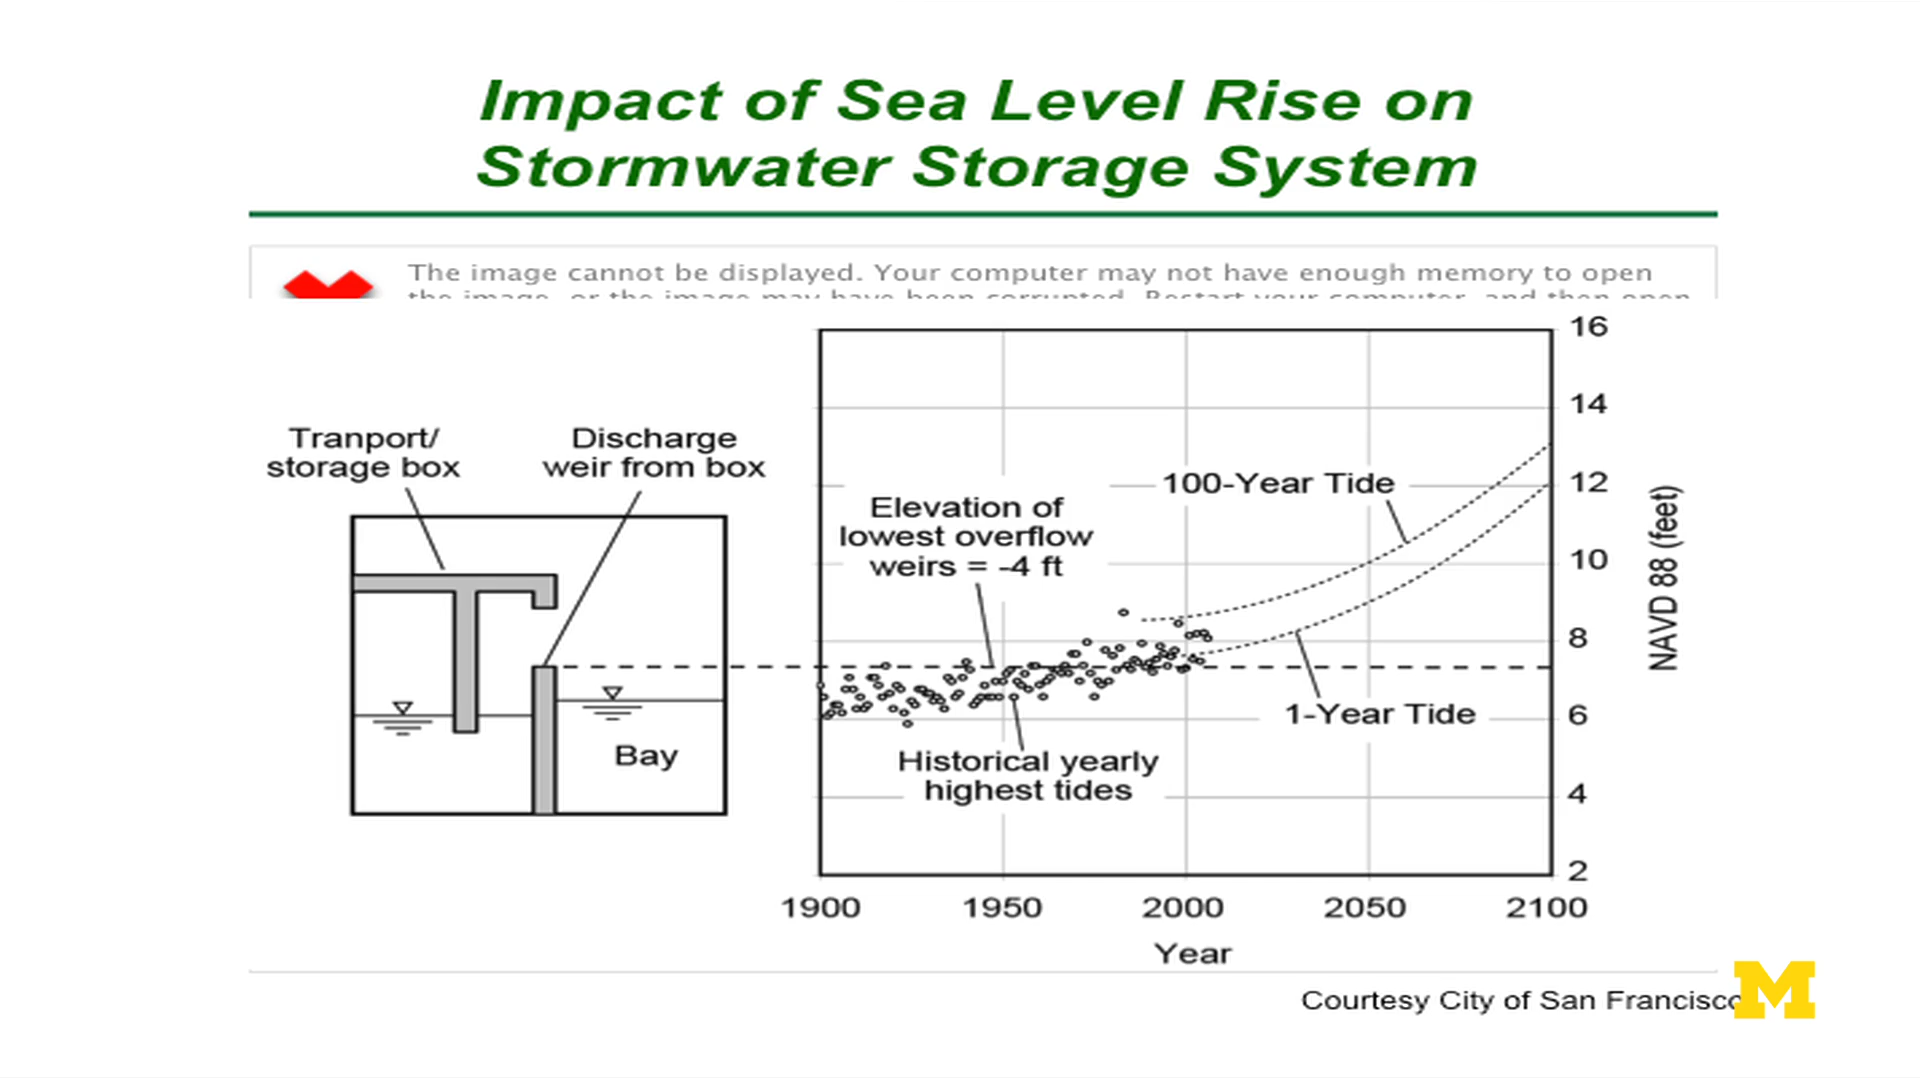 Impact of Sea Level Rise on
Stormwater Storage System
The image cannot be displayed. Your computer may not have enough memory to open
the image, or the image may have been corrupted. Restart your computer, and then open
Tranport/
storage box
Discharge
weir from box
Bay
Elevation of
lowest overflow
weirs = -4 ft
100-Year Tide
1-Year Tide
Historical yearly
highest tides
16
14
12
10
8
6
4
2
NAVD 88 (feet)
1900 1950 2000 2050 2100
Year
Courtesy City of San Francisco
M